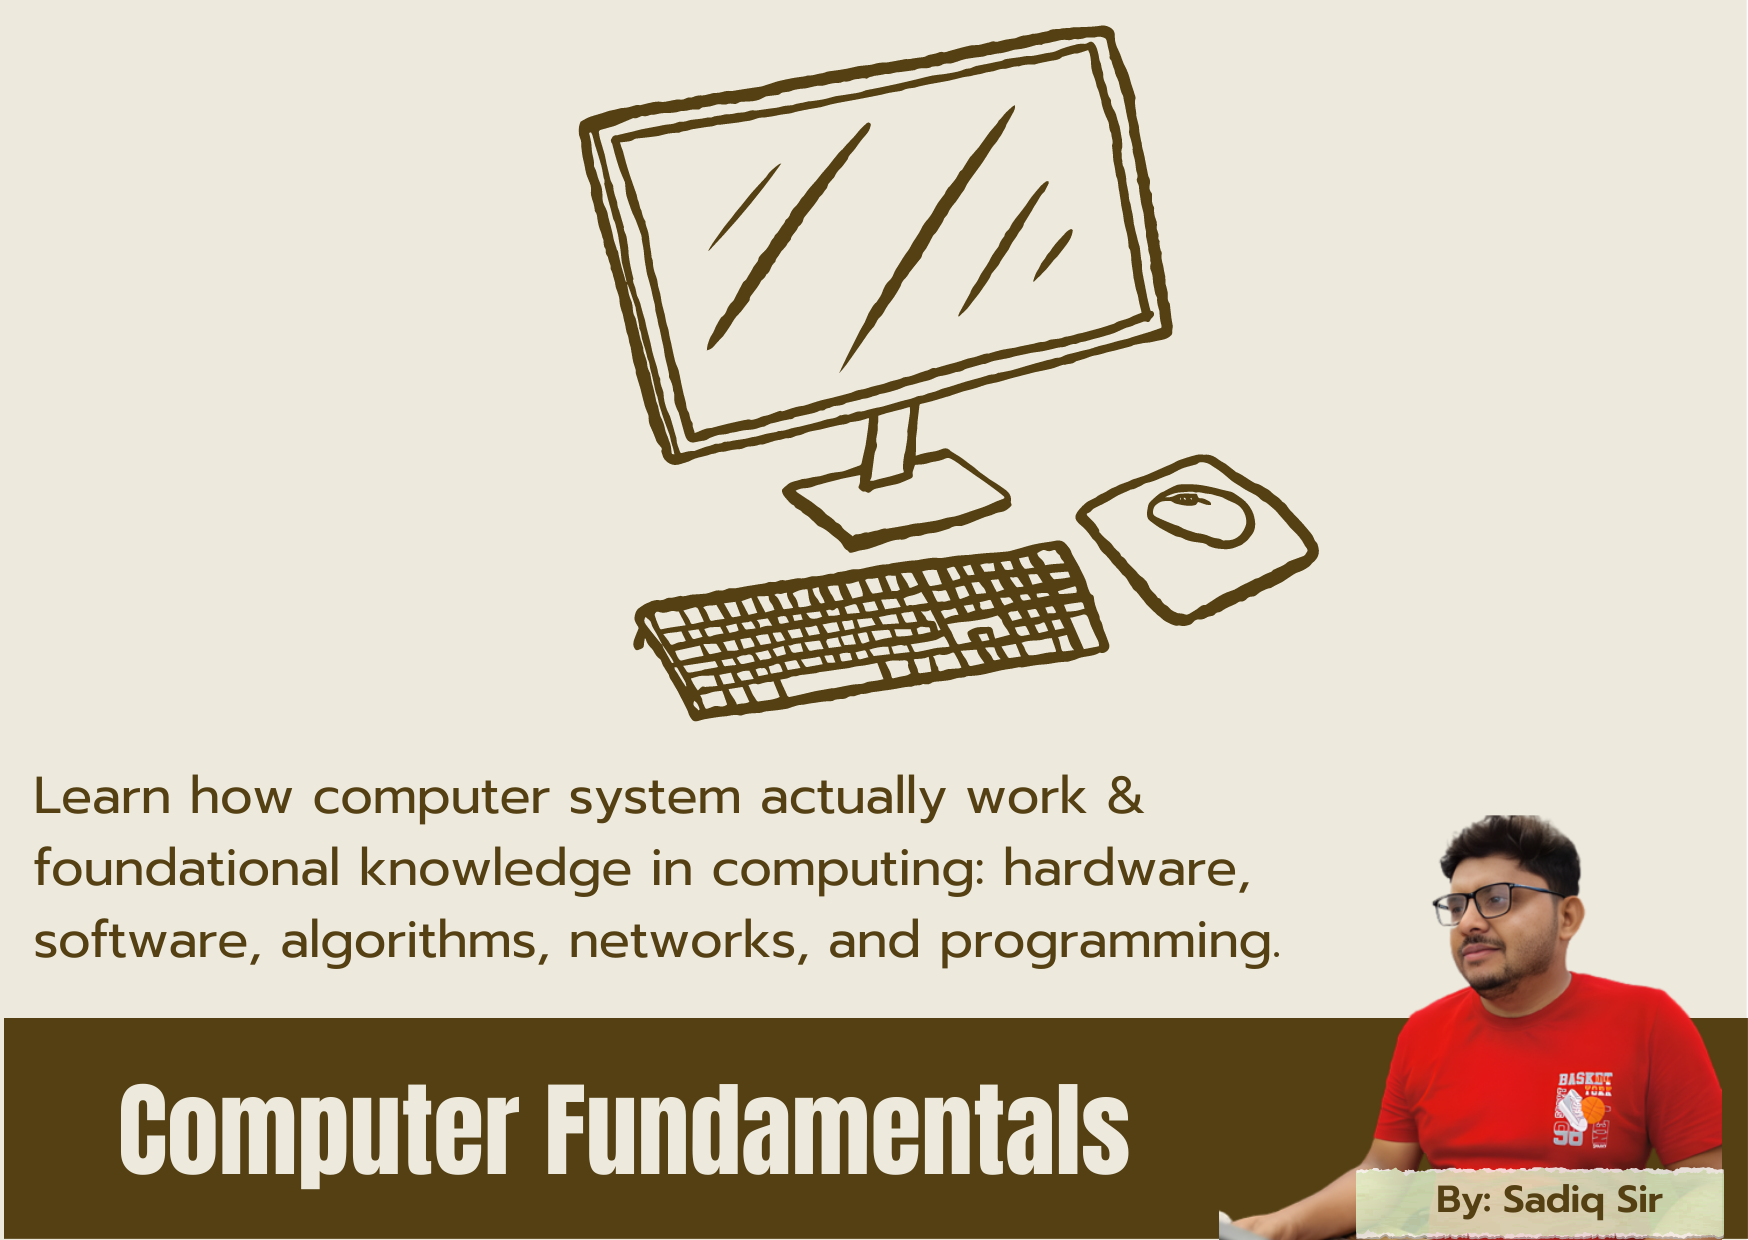 Learn how computer system actually work &
foundational knowledge in computing: hardware,
software, algorithms, networks, and programming.
Computer Fundamentals
BASKET
YORK
98
By: Sadiq Sir